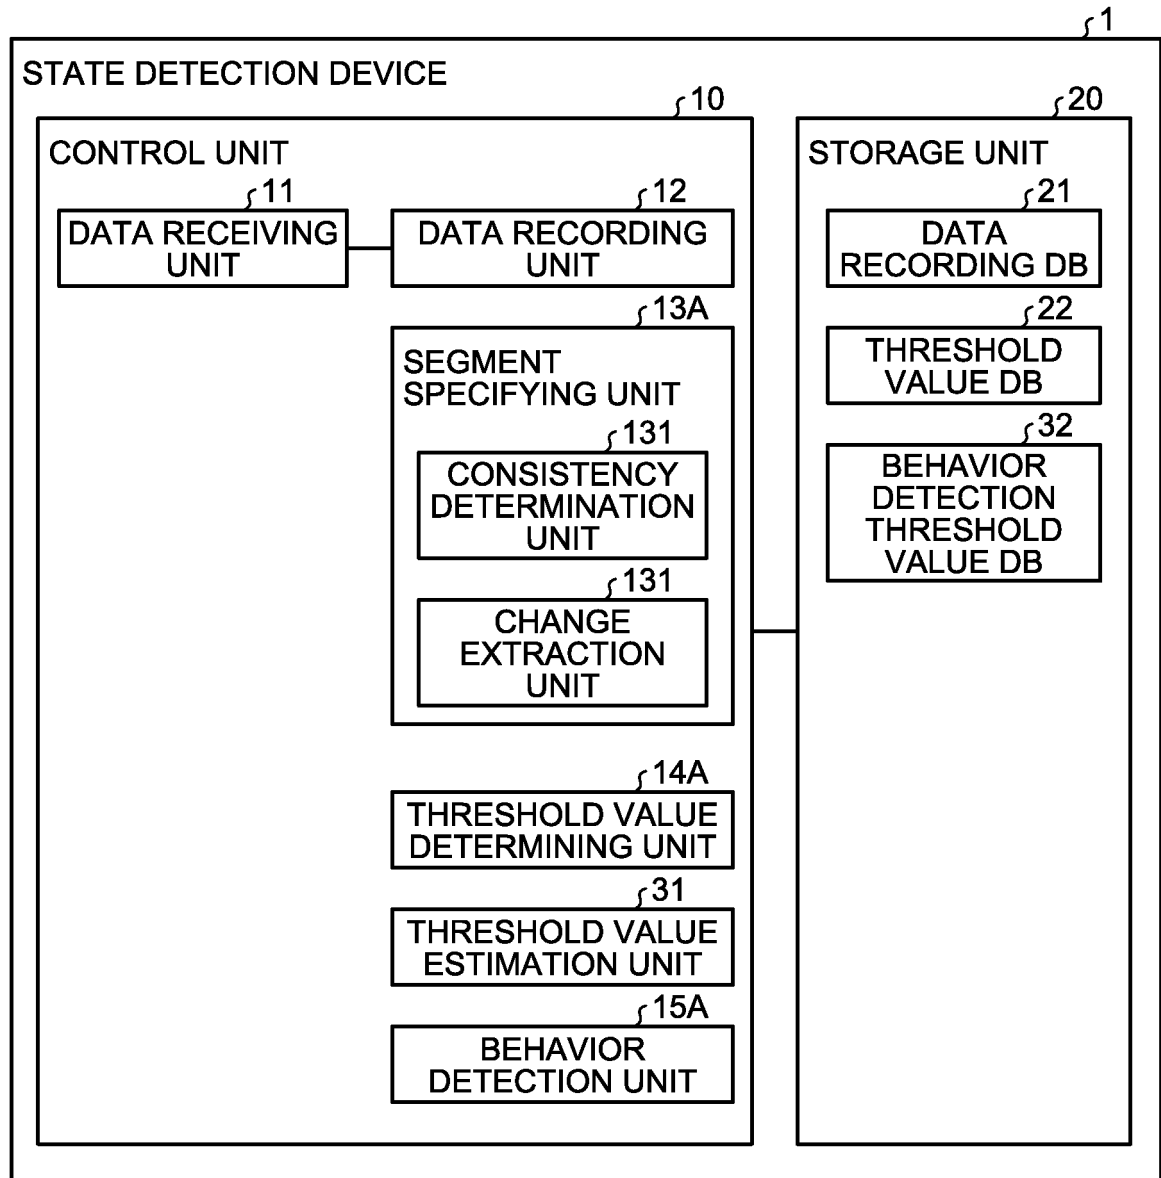 1
STATE DETECTION DEVICE
10
CONTROL UNIT
11
DATA RECEIVING
UNIT
12
DATA RECORDING
UNIT
13A
SEGMENT
SPECIFYING UNIT
131
CONSISTENCY
DETERMINATION
UNIT
131
CHANGE
EXTRACTION
UNIT
14A
THRESHOLD VALUE
DETERMINING UNIT
31
THRESHOLD VALUE
ESTIMATION UNIT
15A
BEHAVIOR
DETECTION UNIT
20
STORAGE UNIT
21
DATA
RECORDING DB
22
THRESHOLD
VALUE DB
32
BEHAVIOR
DETECTION
THRESHOLD
VALUE DB